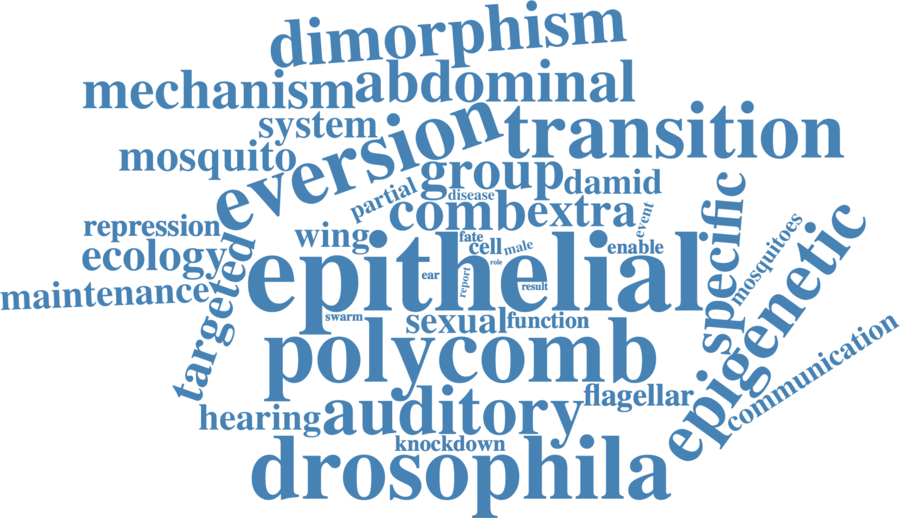 dimorphism
mechanism
abdominal
system
eversion
transition
mosquito
group
damid
partial
disease
comb
extra
event
specific
repression
wing
fate
cell
male
enable
mosquitoes
ecology
targeted
epithelial
role
ear
report
result
epigenetic
maintenance
swarm
sexual
function
polycomb
communication
flagellar
hearing
auditory
knockdown
drosophila